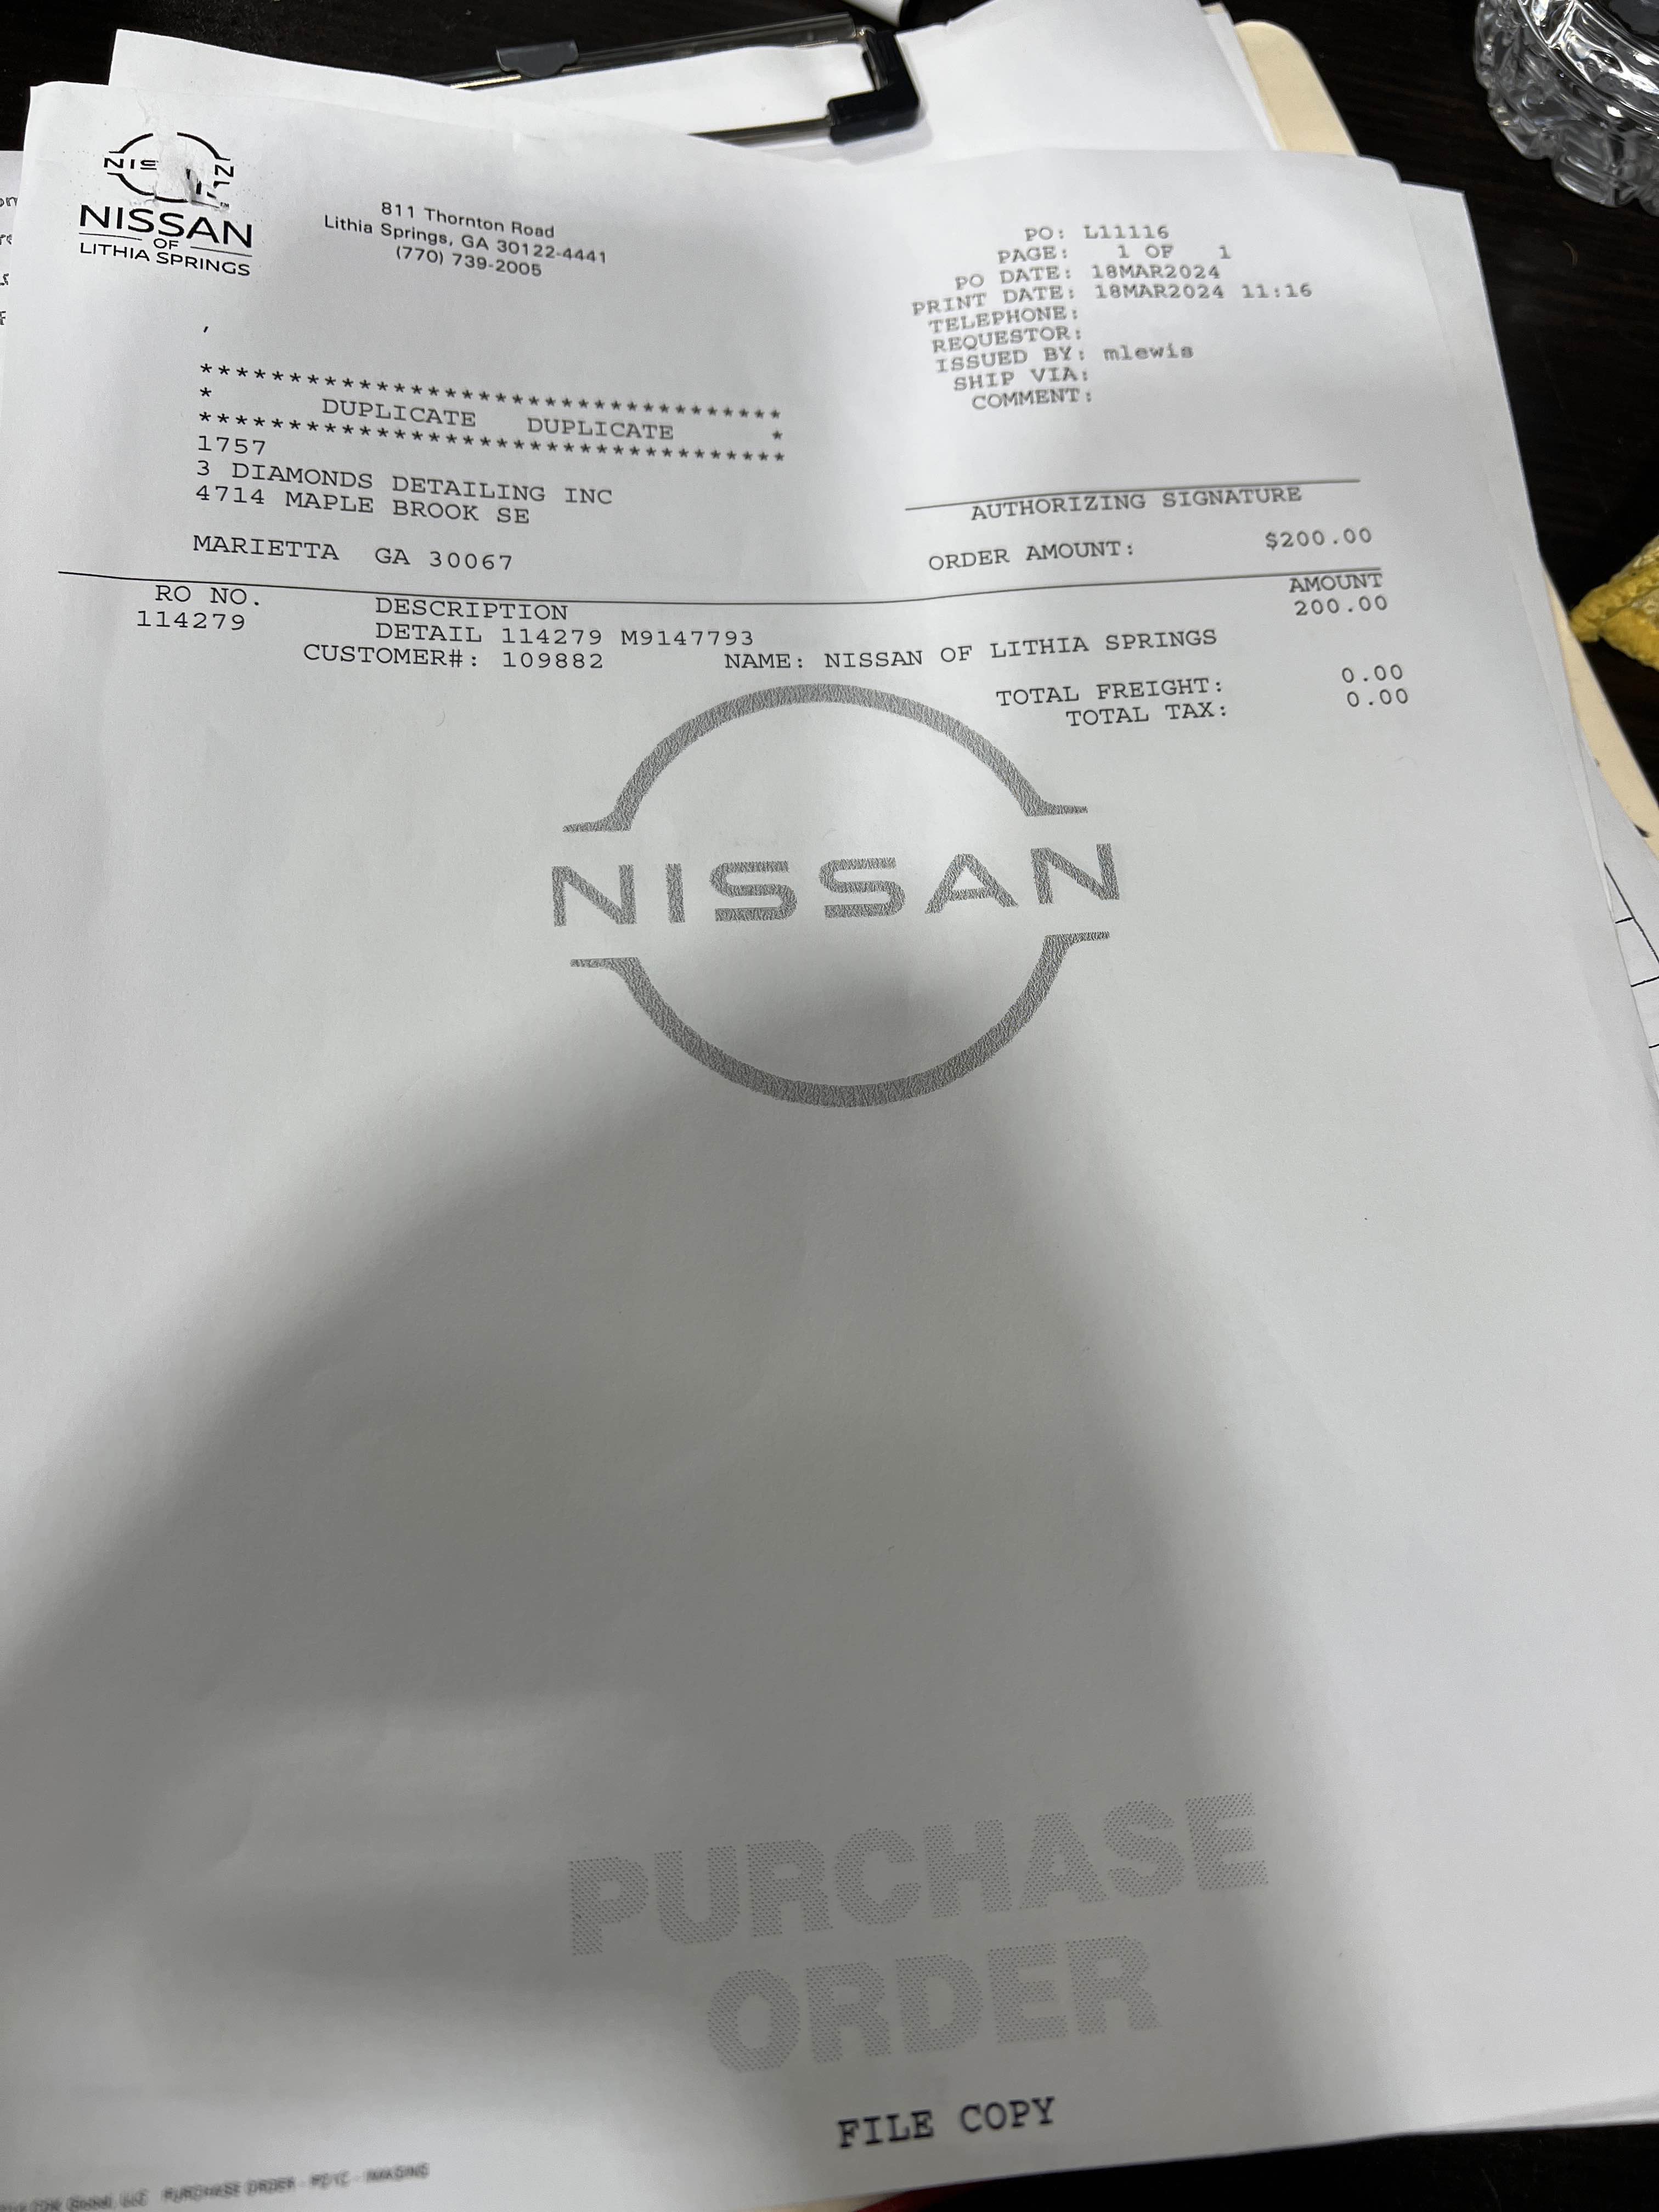 NISSAN
OF
LITHIA SPRINGS
811 Thornton Road
Lithia Springs, GA 30122-4441
(770) 739-2005
PO: L11116
PAGE: 1 OF 1
PO DATE: 18MAR2024
PRINT DATE: 18MAR2024 11:16
TELEPHONE:
REQUESTOR:
ISSUED BY: mlewis
SHIP VIA:
COMMENT:
,
*********************************
* DUPLICATE DUPLICATE *
*********************************
1757
3 DIAMONDS DETAILING INC
4714 MAPLE BROOK SE
MARIETTA GA 30067
AUTHORIZING SIGNATURE
ORDER AMOUNT: $200.00
RO NO. DESCRIPTION AMOUNT
114279 DETAIL 114279 M9147793 200.00
CUSTOMER#: 109882 NAME: NISSAN OF LITHIA SPRINGS
TOTAL FREIGHT: 0.00
TOTAL TAX: 0.00
NISSAN
PURCHASE
ORDER
FILE COPY
PURCHASE ORDER - IMAGING